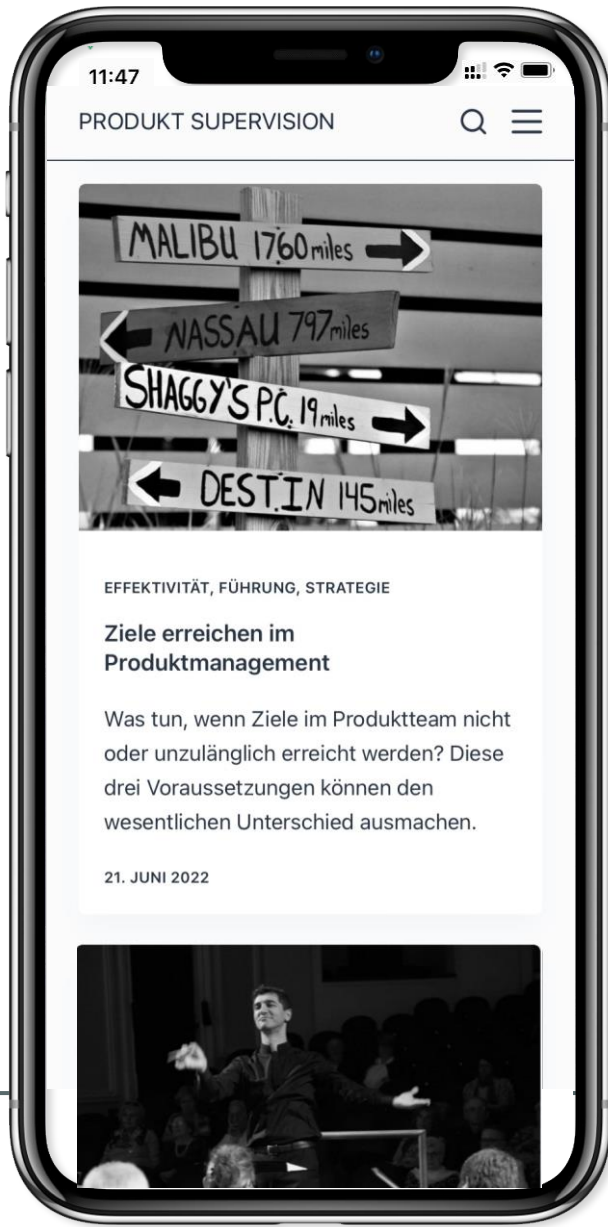 11:47
PRODUKT SUPERVISION
MALIBU 1760 miles
NASSAU 797 miles
SHAGGY'S P.C. 19 miles
DESTIN 145 miles
EFFEKTIVITÄT, FÜHRUNG, STRATEGIE
Ziele erreichen im
Produktmanagement
Was tun, wenn Ziele im Produktteam nicht
oder unzulänglich erreicht werden? Diese
drei Voraussetzungen können den
wesentlichen Unterschied ausmachen.
21. JUNI 2022